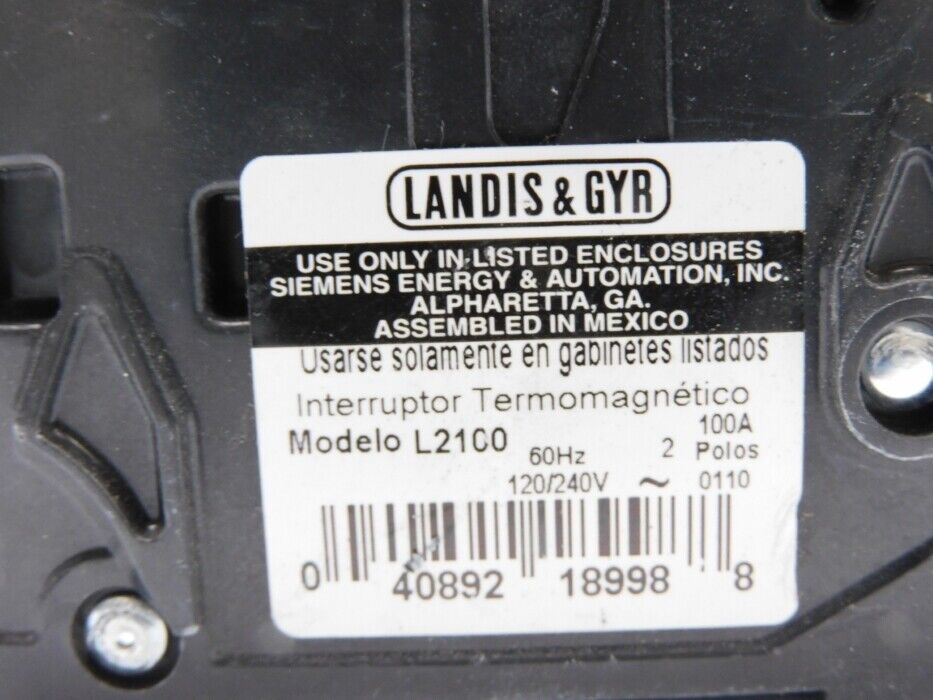 LANDIS & GYR
USE ONLY IN LISTED ENCLOSURES
SIEMENS ENERGY & AUTOMATION, INC.
ALPHARETTA, GA.
ASSEMBLED IN MEXICO
Usarse solamente en gabinetes listados
Interruptor Termomagnético
Modelo L2100 60Hz 2 Polos 100A
120/240V ~ 0110
0 40892 18998 8